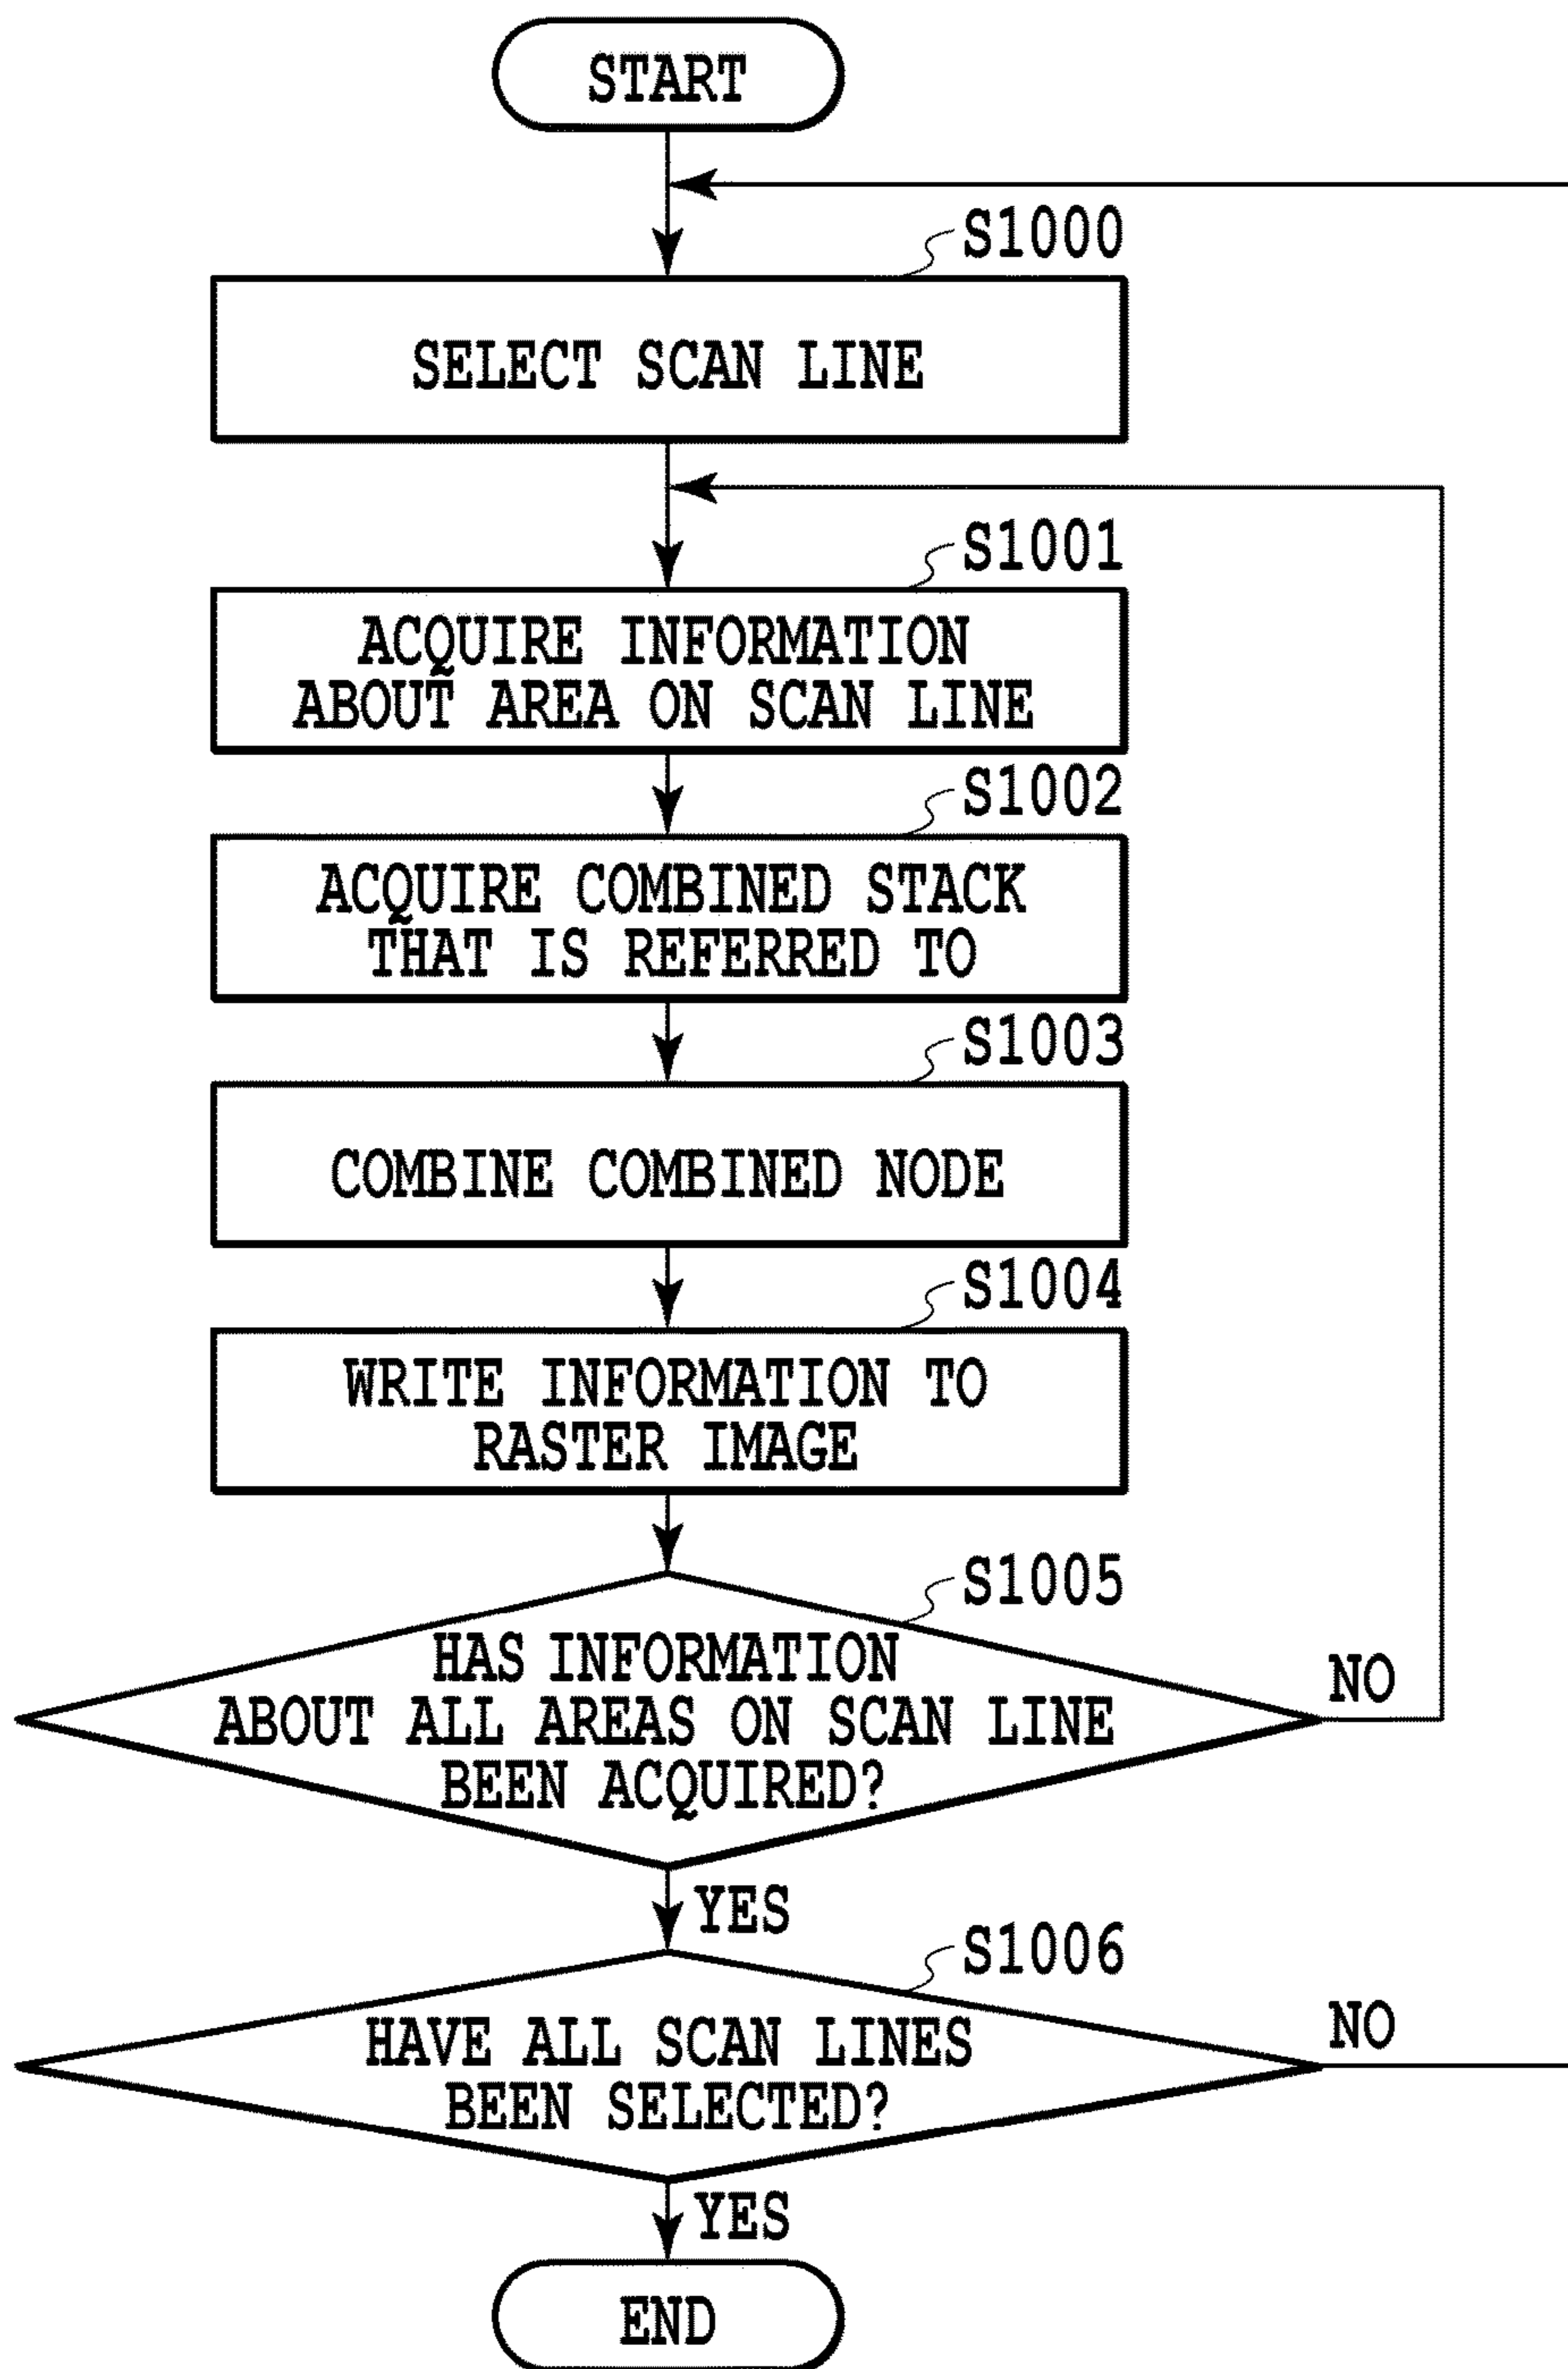 START
S1000
SELECT SCAN LINE
S1001
ACQUIRE INFORMATION
ABOUT AREA ON SCAN LINE
S1002
ACQUIRE COMBINED STACK
THAT IS REFERRED TO
S1003
COMBINE COMBINED NODE
S1004
WRITE INFORMATION TO
RASTER IMAGE
S1005
HAS INFORMATION
ABOUT ALL AREAS ON SCAN LINE
BEEN ACQUIRED?
NO
YES
S1006
HAVE ALL SCAN LINES
BEEN SELECTED?
NO
YES
END